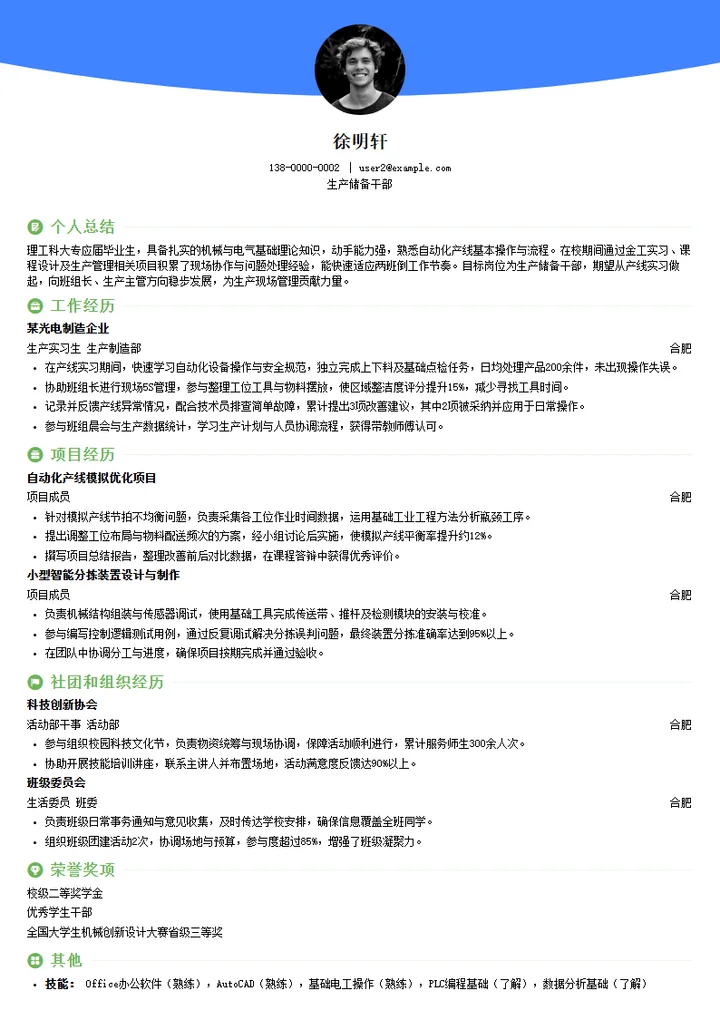 徐明轩
138-0000-0002 | user2@example.com
生产储备干部
个人总结
理工科大专应届毕业生，具备扎实的机械与电气基础理论知识，动手能力强，熟悉自动化产线基本操作与流程。在校期间通过金工实习、课
程设计及生产管理相关项目积累了现场协作与问题处理经验，能快速适应两班倒工作节奏。目标岗位为生产储备干部，期望从产线实习做
起，向班组长、生产主管方向稳步发展，为生产现场管理贡献力量。
工作经历
某光电制造企业
生产实习生 生产制造部 合肥
• 在产线实习期间，快速学习自动化设备操作与安全规范，独立完成上下料及基础点检任务，日均处理产品200余件，未出现操作失误。
• 协助班组长进行现场5S管理，参与整理工位工具与物料摆放，使区域整洁度评分提升15%，减少寻找工具时间。
• 记录并反馈产线异常情况，配合技术员排查简单故障，累计提出3项改善建议，其中2项被采纳并应用于日常操作。
• 参与班组晨会与生产数据统计，学习生产计划与人员协调流程，获得带教师傅认可。
项目经历
自动化产线模拟优化项目
项目成员 合肥
• 针对模拟产线节拍不均衡问题，负责采集各工位作业时间数据，运用基础工业工程方法分析瓶颈工序。
• 提出调整工位布局与物料配送频次的方案，经小组讨论后实施，使模拟产线平衡率提升约12%。
• 撰写项目总结报告，整理改善前后对比数据，在课程答辩中获得优秀评价。
小型智能分拣装置设计与制作
项目成员 合肥
• 负责机械结构组装与传感器调试，使用基础工具完成传送带、推杆及检测模块的安装与校准。
• 参与编写控制逻辑测试用例，通过反复调试解决分拣误判问题，最终装置分拣准确率达到95%以上。
• 在团队中协调分工与进度，确保项目按期完成并通过验收。
社团和组织经历
科技创新协会
活动部干事 活动部 合肥
• 参与组织校园科技文化节，负责物资统筹与现场协调，保障活动顺利进行，累计服务师生300余人次。
• 协助开展技能培训讲座，联系主讲人并布置场地，活动满意度反馈达90%以上。
班级委员会
生活委员 班委 合肥
• 负责班级日常事务通知与意见收集，及时传达学校安排，确保信息覆盖全班同学。
• 组织班级团建活动2次，协调场地与预算，参与度超过85%，增强了班级凝聚力。
荣誉奖项
校级二等奖学金
优秀学生干部
全国大学生机械创新设计大赛省级三等奖
其他
• 技能： Office办公软件（熟练），AutoCAD（熟练），基础电工操作（熟练），PLC编程基础（了解），数据分析基础（了解）